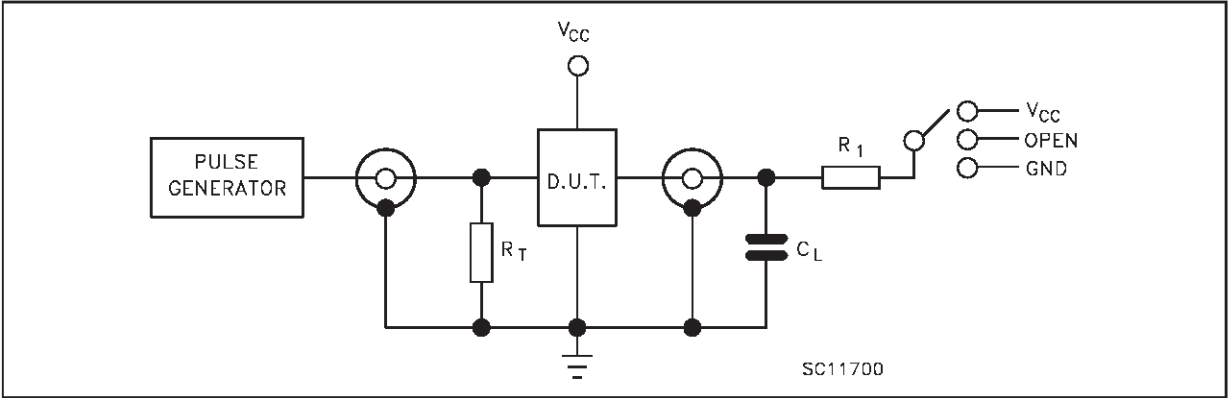 VCC
PULSE
GENERATOR
D.U.T.
RT
R1
CL
VCC
OPEN
GND
SC11700